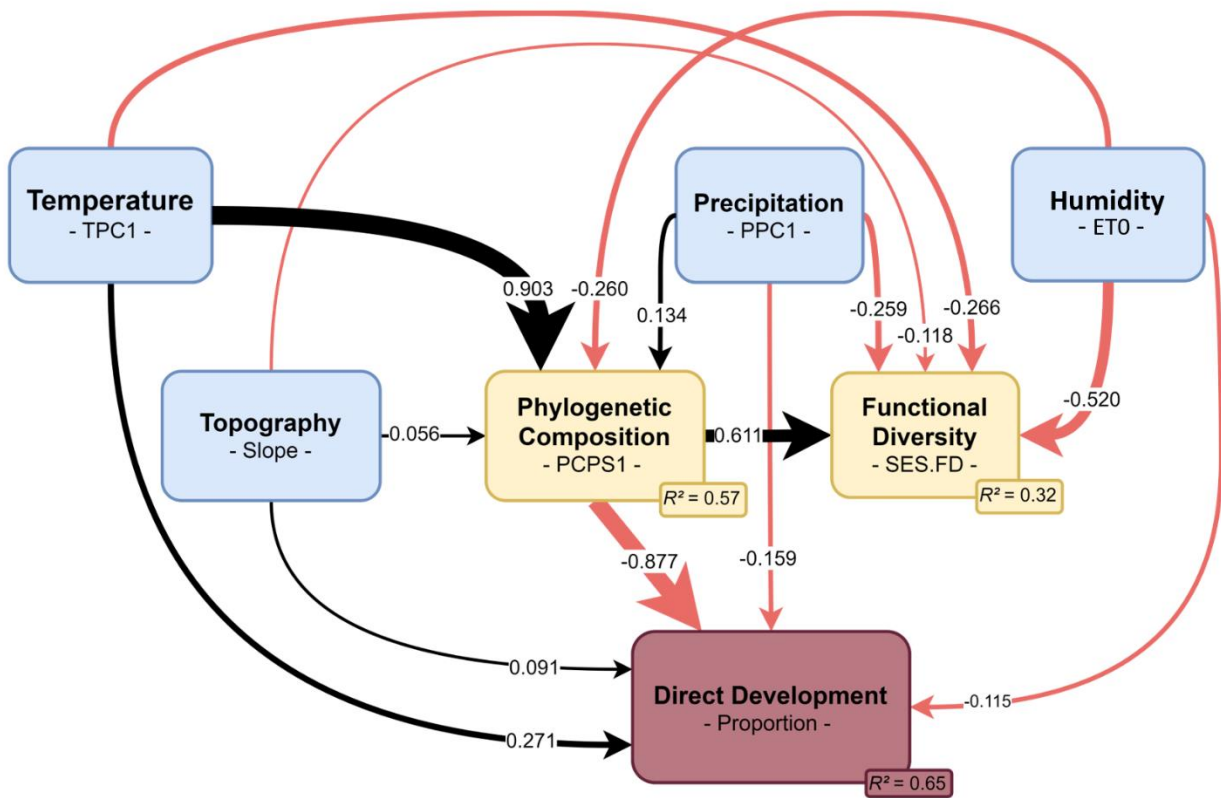 Temperature
- TPC1 -
Precipitation
- PPC1 -
Humidity
- ET0 -
0.903
-0.260
0.134
-0.259
-0.118
-0.266
-0.520
Topography
- Slope -
0.056
Phylogenetic
Composition
- PCPS1 -
R² = 0.57
0.611
Functional
Diversity
- SES.FD -
R² = 0.32
-0.877
-0.159
0.091
0.271
-0.115
Direct Development
- Proportion -
R² = 0.65